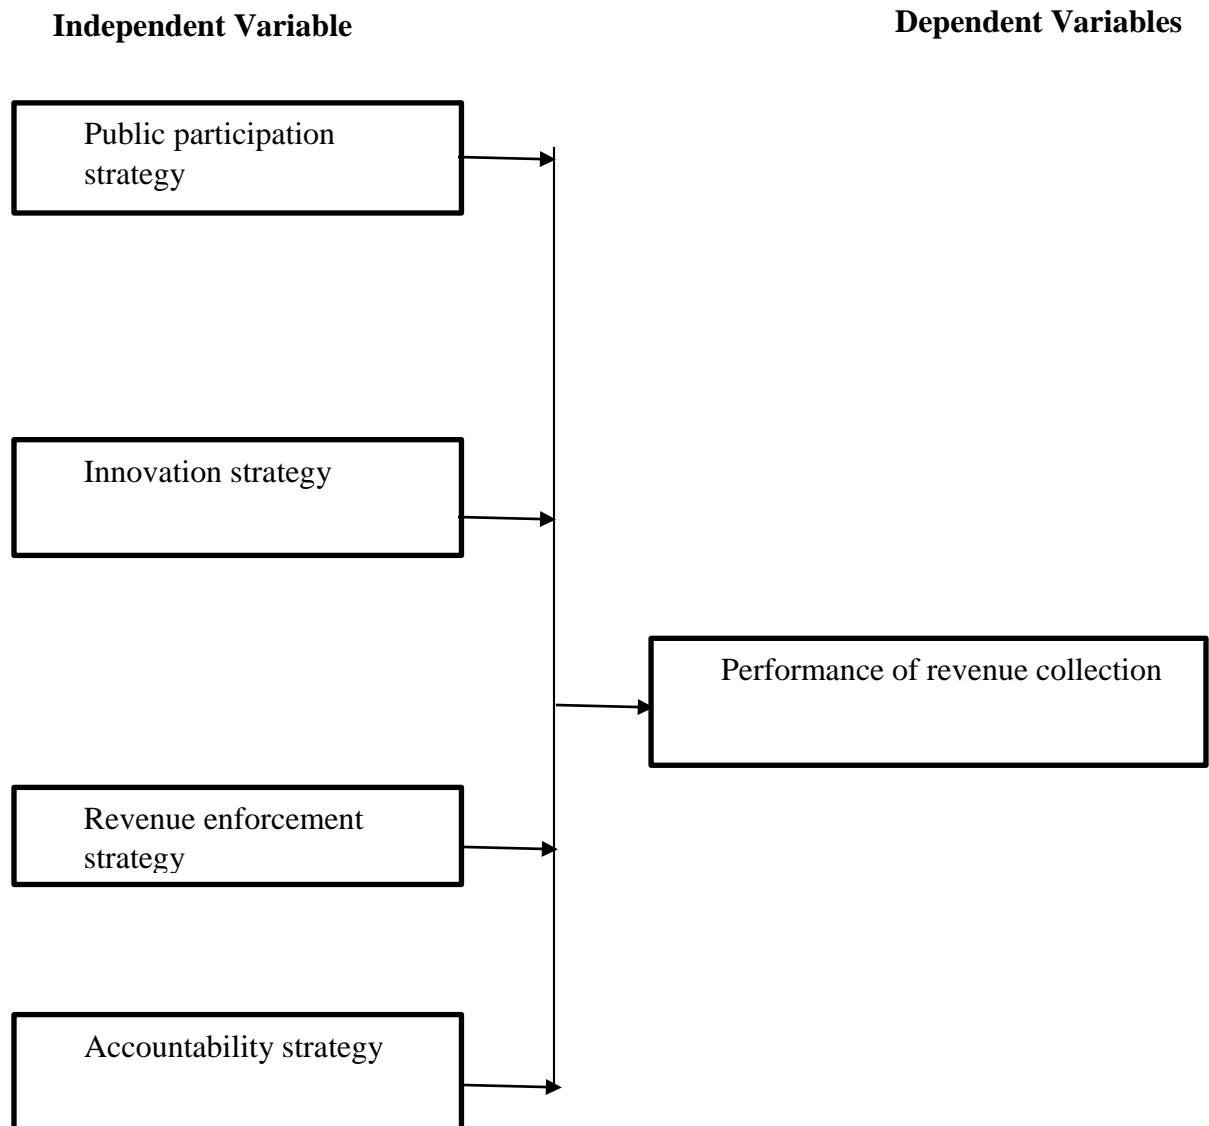 Independent Variable
Dependent Variables
Public participation
strategy
Innovation strategy
Performance of revenue collection
Revenue enforcement
strategy
Accountability strategy